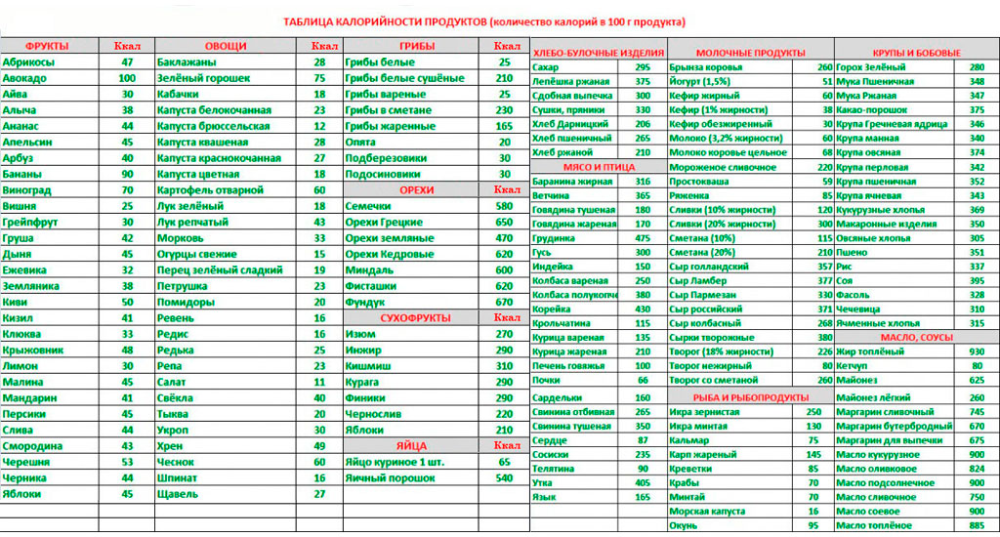 ТАБЛИЦА КАЛОРИЙНОСТИ ПРОДУКТОВ (количество калорий в 100 г продукта)
ФРУКТЫ Ккал ОВОЩИ Ккал ГРИБЫ Ккал
Абрикосы 47 Баклажаны 28 Грибы белые 25
Авокадо 100 Зелёный горошек 75 Грибы белые сушёные 210
Айва 30 Кабачки 18 Грибы вареные 25
Алыча 38 Капуста белокочанная 23 Грибы в сметане 230
Ананас 44 Капуста брюссельская 12 Грибы жаренные 165
Апельсин 45 Капуста квашеная 28 Опята 20
Арбуз 40 Капуста краснокочанная 27 Подберезовики 30
Бананы 90 Капуста цветная 18 Подосиновики 30
Виноград 70 Картофель отварной 60 ОРЕХИ Ккал
Вишня 25 Лук зелёный 18 Семечки 580
Грейпфрут 30 Лук репчатый 43 Орехи Грецкие 650
Груша 42 Морковь 33 Орехи земляные 470
Дыня 45 Огурцы свежие 15 Орехи Кедровые 620
Ежевика 32 Перец зелёный сладкий 19 Миндаль 600
Земляника 38 Петрушка 23 Фисташки 620
Киви 50 Помидоры 20 Фундук 670
Кизил 41 Ревень 16 СУХОФРУКТЫ Ккал
Клюква 33 Редис 16 Изюм 270
Крыжовник 48 Редька 25 Инжир 290
Лимон 30 Репа 23 Кишмиш 310
Малина 45 Салат 11 Курага 290
Мандарин 41 Свёкла 40 Финики 290
Персики 45 Тыква 20 Чернослив 220
Слива 44 Укроп 30 Яблоки 210
Смородина 43 Хрен 49 ЯЙЦА Ккал
Черешня 53 Чеснок 60 Яйцо куриное 1 шт. 65
Черника 44 Шпинат 16 Яичный порошок 540
Яблоки 45 Щавель 27
ХЛЕБО-БУЛОЧНЫЕ ИЗДЕЛИЯ МОЛОЧНЫЕ ПРОДУКТЫ КРУПЫ И БОБОВЫЕ
Сахар 295 Брынза коровья 260 Горох Зелёный 280
Лепёшка ржаная 375 Йогурт (1,5%) 51 Мука Пшеничная 348
Сдобная выпечка 300 Кефир жирный 60 Мука Ржаная 347
Сушки, пряники 330 Кефир (1% жирности) 38 Какао-порошок 375
Хлеб Дарницкий 206 Кефир обезжиренный 30 Крупа Гречневая ядрица 346
Хлеб пшеничный 265 Молоко (3,2% жирности) 60 Крупа манная 340
Хлеб ржаной 210 Молоко коровье цельное 68 Крупа овсяная 374
МЯСО И ПТИЦА Мороженое сливочное 220 Крупа перловая 342
Баранина жирная 316 Простокваша 59 Крупа пшеничная 352
Ветчина 365 Ряженка 85 Крупа ячневая 343
Говядина тушеная 180 Сливки (10% жирности) 120 Кукурузные хлопья 369
Говядина жареная 170 Сливки (20% жирности) 300 Макаронные изделия 350
Грудинка 475 Сметана (10%) 115 Овсяные хлопья 305
Гусь 300 Сметана (20%) 210 Пшено 351
Индейка 150 Сыр голландский 357 Рис 337
Колбаса вареная 250 Сыр Ламбер 377 Соя 395
Колбаса полукопче 380 Сыр Пармезан 330 Фасоль 328
Корейка 430 Сыр российский 371 Чечевица 310
Крольчатина 115 Сыр колбасный 268 Ячменные хлопья 315
Курица вареная 135 Сырки творжные 380 МАСЛО, СОУСЫ
Курица жареная 210 Творог (18% жирности) 226 Жир топлёный 930
Печень говяжья 100 Творог нежирный 80 Кетчуп 80
Почки 66 Творог со сметаной 260 Майонез 625
Сардельки 160 РЫБА И РЫБОПРОДУКТЫ Майонез лёгкий 260
Свинина отбивная 265 Икра зернистая 250 Маргарин сливочный 745
Свинина тушеная 350 Икра минтая 130 Маргарин бутербродный 670
Сердце 87 Кальмар 75 Маргарин для выпечки 675
Сосиски 235 Карп жареный 145 Масло кукурузное 900
Телятина 90 Креветки 85 Масло оливковое 824
Утка 405 Крабы 70 Масло подсолнечное 900
Язык 165 Минтай 70 Масло сливочное 750
Морская капуста 16 Масло соевое 900
Окунь 95 Масло топлёное 885